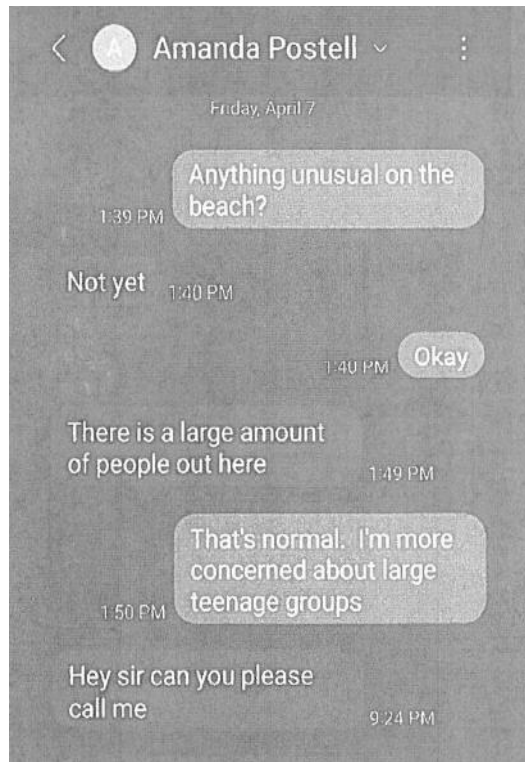 A Amanda Postell
Friday, April 7
Anything unusual on the
beach?
1:39 PM
Not yet 1:40 PM
Okay
1:40 PM
There is a large amount
of people out here
1:49 PM
That's normal. I'm more
concerned about large
teenage groups
1:50 PM
Hey sir can you please
call me
9:24 PM